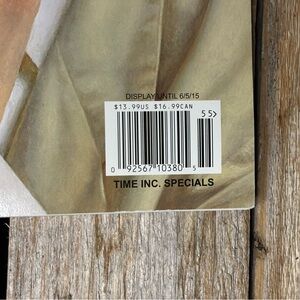 DISPLAY UNTIL 6/5/15
$13.99US $16.99CAN
55>
0 92567 10380 5
TIME INC. SPECIALS